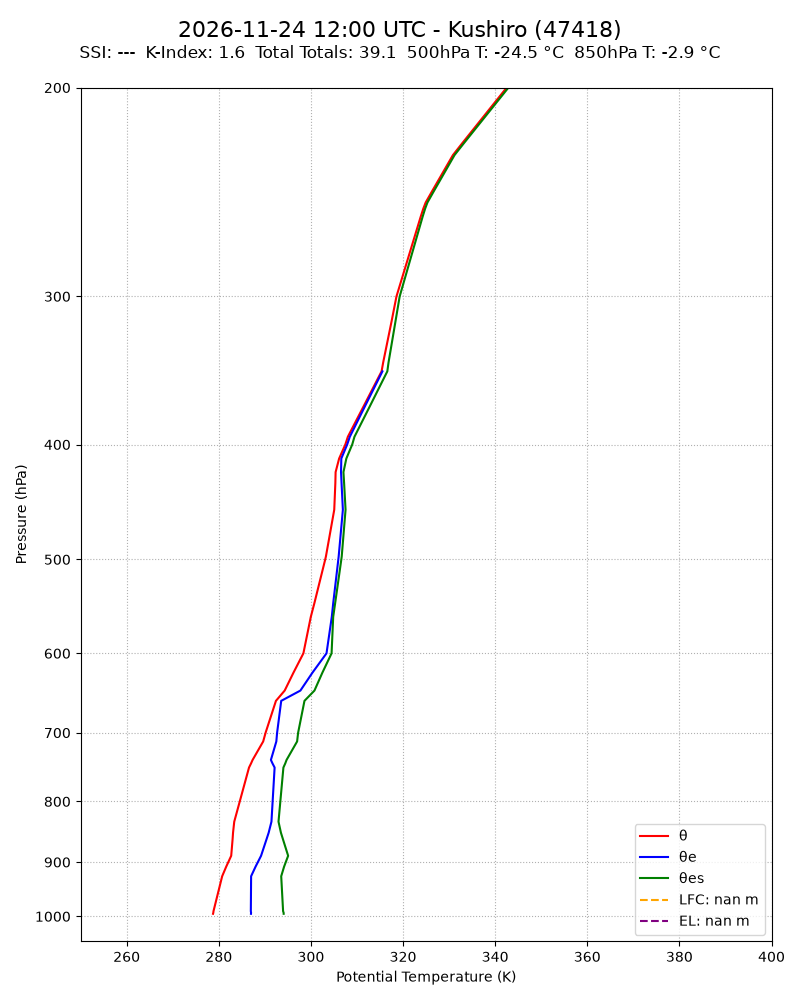 2026-11-24 12:00 UTC - Kushiro (47418)
SSI: ---  K-Index: 1.6  Total Totals: 39.1  500hPa T: -24.5 °C  850hPa T: -2.9 °C
200
300
400
500
600
700
800
900
1000
Pressure (hPa)
θ
θe
θes
LFC: nan m
EL: nan m
260 280 300 320 340 360 380 400
Potential Temperature (K)